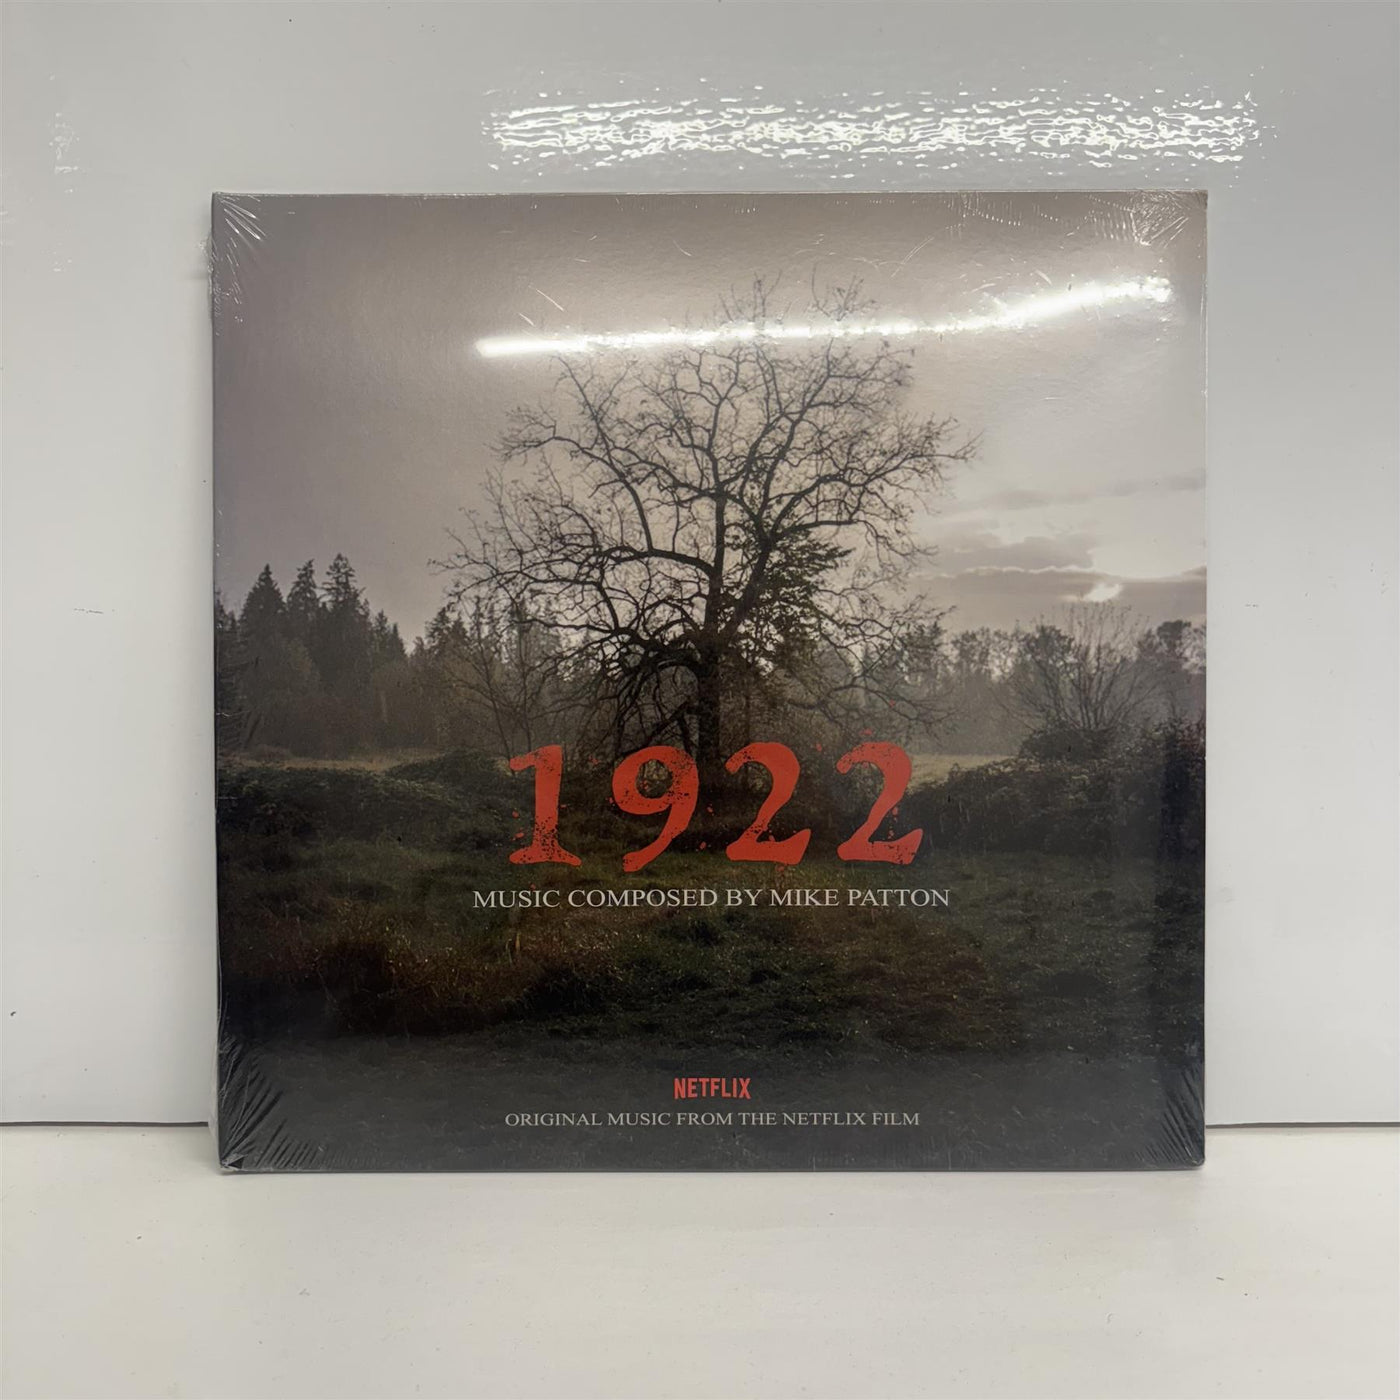 1922
MUSIC COMPOSED BY MIKE PATTON
NETFLIX
ORIGINAL MUSIC FROM THE NETFLIX FILM